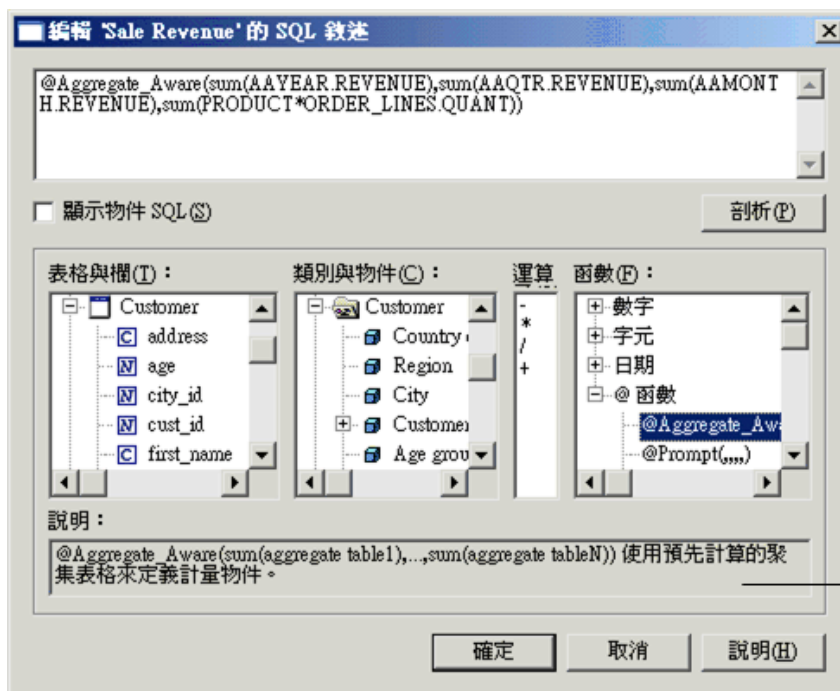 編輯 'Sale Revenue' 的 SQL 敘述
@Aggregate_Aware(sum(AAYEAR.REVENUE),sum(AAQTR.REVENUE),sum(AAMONT
H.REVENUE),sum(PRODUCT*ORDER_LINES.QUANT))
顯示物件 SQL(S)
剖析(P)
表格與欄(T)：
Customer
address
age
city_id
cust_id
first_name
類別與物件(C)：
Customer
Country
Region
City
Customer
Age grou
運算
-
*
/
+
函數(F)：
數字
字元
日期
@ 函數
@Aggregate_Aw
@Prompt(,,,,)
說明：
@Aggregate_Aware(sum(aggregate table1),...,sum(aggregate tableN)) 使用預先計算的聚
集表格來定義計量物件。
確定
取消
說明(H)